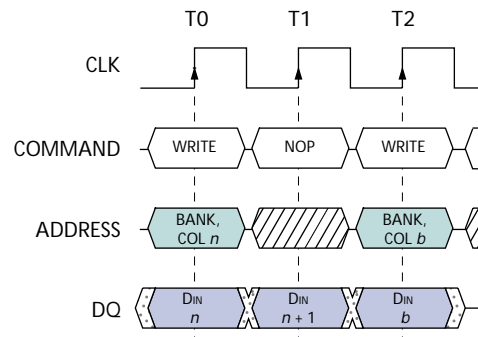 T0 T1 T2
CLK
COMMAND WRITE NOP WRITE
ADDRESS BANK, COL n BANK, COL b
DQ DIN n DIN n + 1 DIN b